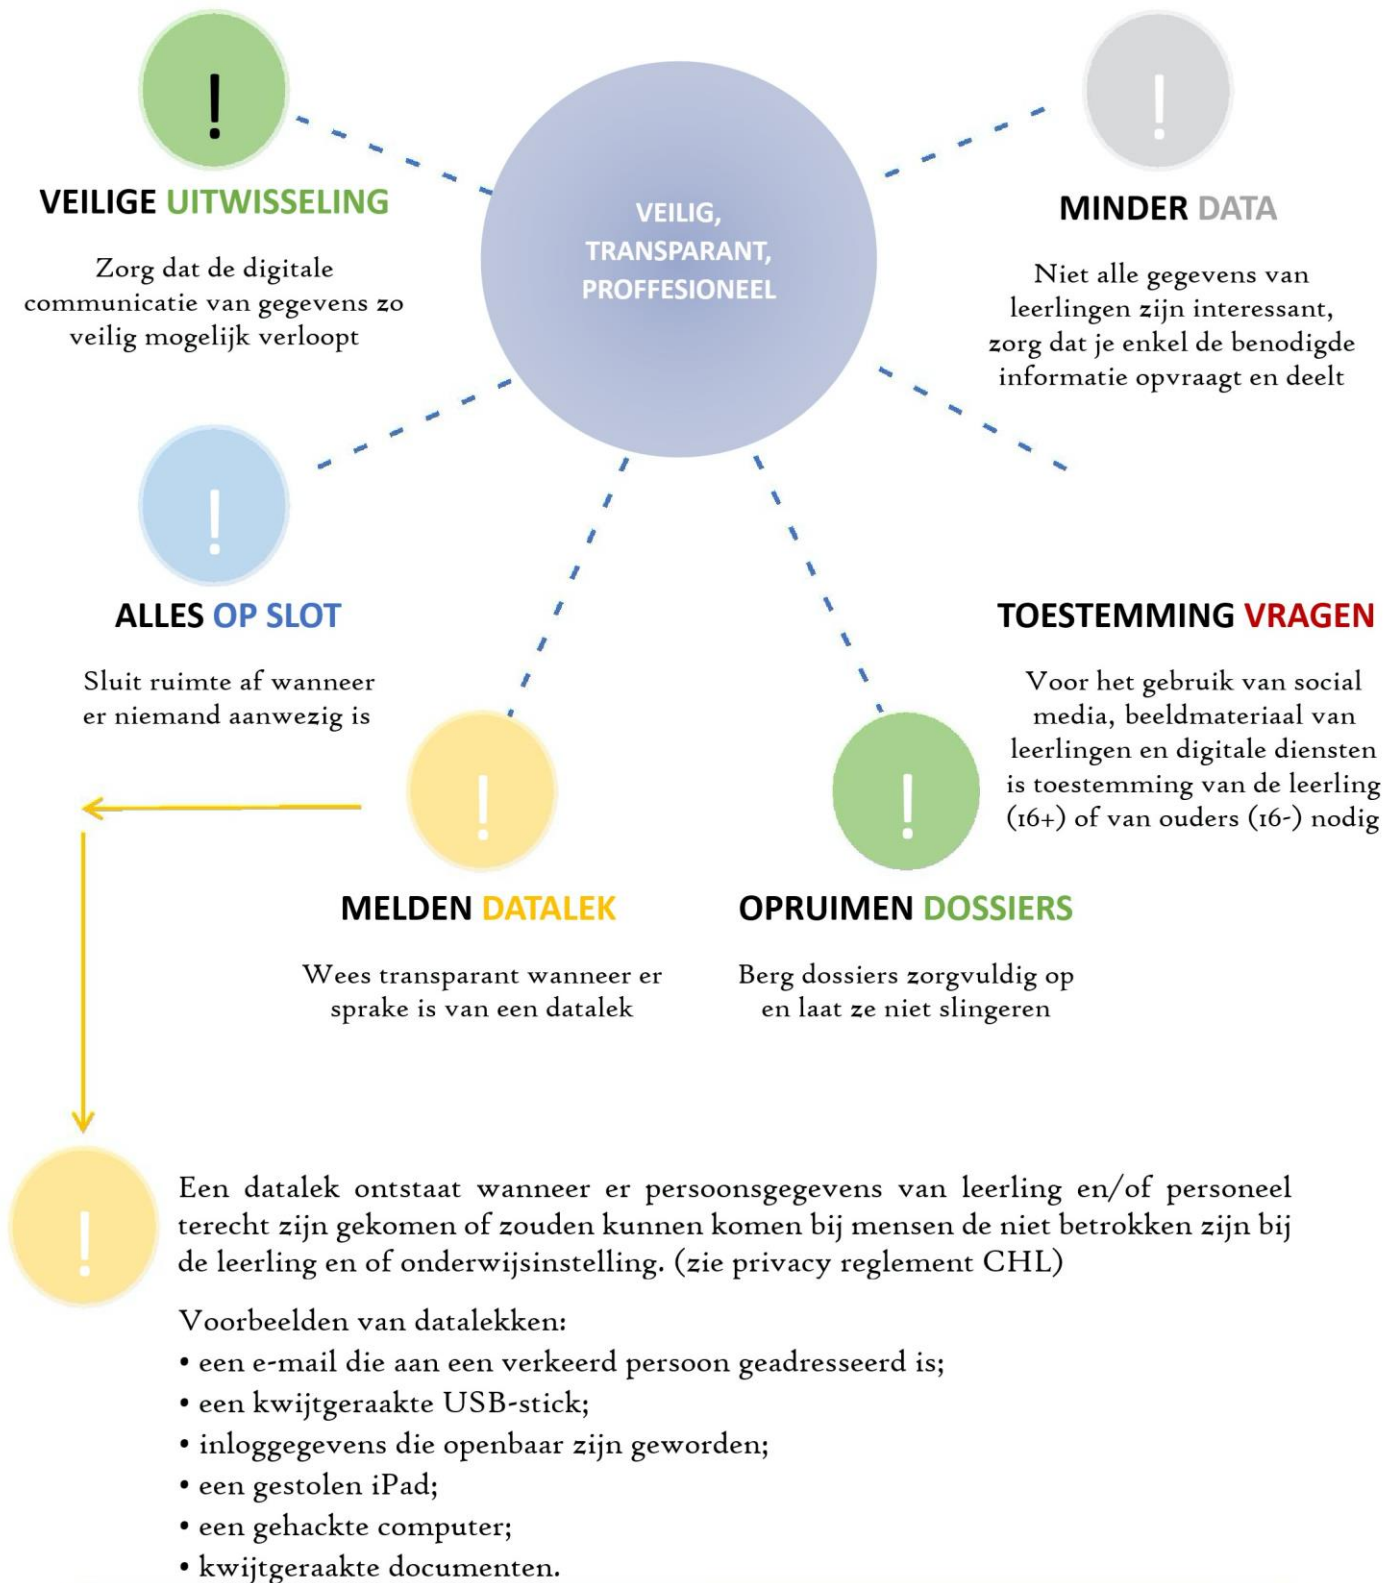 !
VEILIGE UITWISSELING
Zorg dat de digitale
communicatie van gegevens zo
veilig mogelijk verloopt
VEILIG,
TRANSPARANT,
PROFFESIONEEL
!
MINDER DATA
Niet alle gegevens van
leerlingen zijn interessant,
zorg dat je enkel de benodigde
informatie opvraagt en deelt
!
ALLES OP SLOT
Sluit ruimte af wanneer
er niemand aanwezig is
TOESTEMMING VRAGEN
Voor het gebruik van social
media, beeldmateriaal van
leerlingen en digitale diensten
is toestemming van de leerling
(16+) of van ouders (16-) nodig
!
MELDEN DATALEK
Wees transparant wanneer er
sprake is van een datalek
!
OPRUIMEN DOSSIERS
Berg dossiers zorgvuldig op
en laat ze niet slingeren
!
Een datalek ontstaat wanneer er persoonsgegevens van leerling en/of personeel
terecht zijn gekomen of zouden kunnen komen bij mensen de niet betrokken zijn bij
de leerling en of onderwijsinstelling. (zie privacy reglement CHL)
Voorbeelden van datalekken:
• een e-mail die aan een verkeerd persoon geadresseerd is;
• een kwijtgeraakte USB-stick;
• inloggegevens die openbaar zijn geworden;
• een gestolen iPad;
• een gehackte computer;
• kwijtgeraakte documenten.